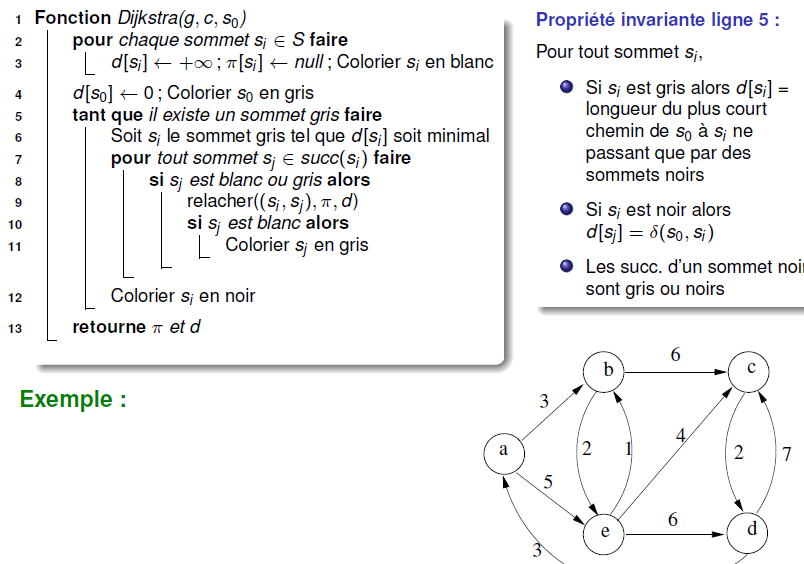 1 Fonction Dijkstra(g, c, s₀)
2 pour chaque sommet sᵢ ∈ S faire
3 d[sᵢ] ← +∞ ; π[sᵢ] ← null ; Colorier sᵢ en blanc
4 d[s₀] ← 0 ; Colorier s₀ en gris
5 tant que il existe un sommet gris faire
6 Soit sᵢ le sommet gris tel que d[sᵢ] soit minimal
7 pour tout sommet sⱼ ∈ succ(sᵢ) faire
8 si sⱼ est blanc ou gris alors
9 relacher((sᵢ, sⱼ), π, d)
10 si sⱼ est blanc alors
11 Colorier sⱼ en gris
12 Colorier sᵢ en noir
13 retourne π et d
Propriété invariante ligne 5 :
Pour tout sommet sᵢ,
Si sᵢ est gris alors d[sᵢ] =
longueur du plus court
chemin de s₀ à sᵢ ne
passant que par des
sommets noirs
Si sᵢ est noir alors
d[sⱼ] = δ(s₀, sᵢ)
Les succ. d'un sommet noir
sont gris ou noirs
Exemple :
6
b
c
3
4
a
2
1
2
7
5
6
e
d
3